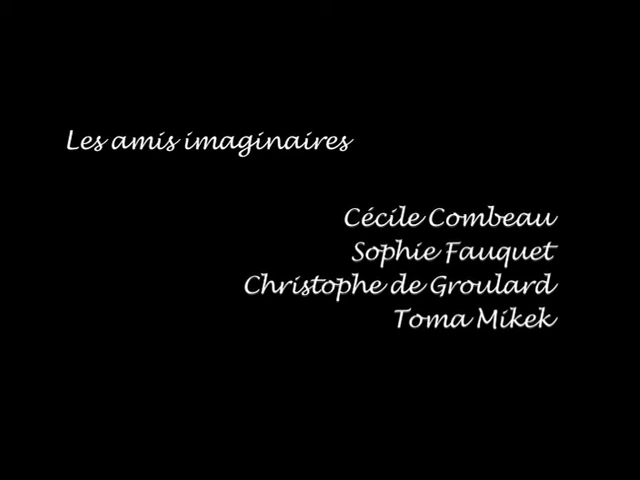 Les amis imaginaires
Cécile Combeau
Sophie Fauquet
Christophe de Groulard
Toma Mikek